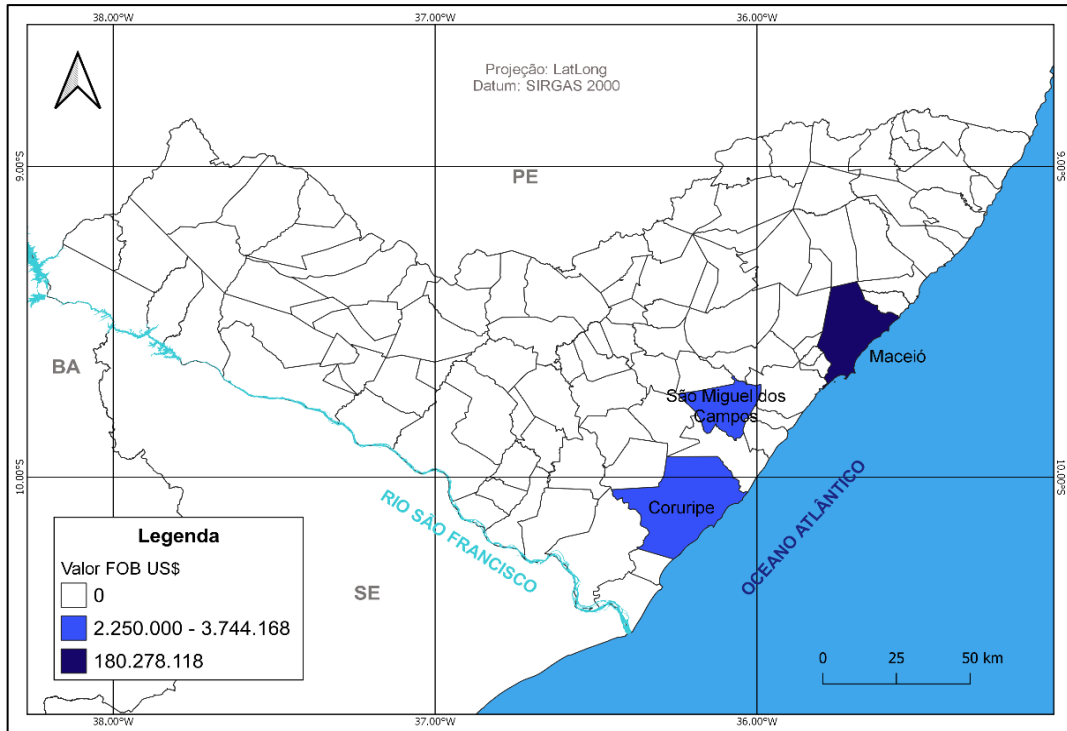 38.00°W
37.00°W
36.00°W
Projeção: LatLong
Datum: SIRGAS 2000
9.00°S
9.00°S
PE
BA
Maceió
São Miguel dos
Campos
10.00°S
10.00°S
Coruripe
RIO SÃO FRANCISCO
OCEANO ATLÂNTICO
SE
Legenda
Valor FOB US$
0
2.250.000 - 3.744.168
180.278.118
0 25 50 km
38.00°W
37.00°W
36.00°W